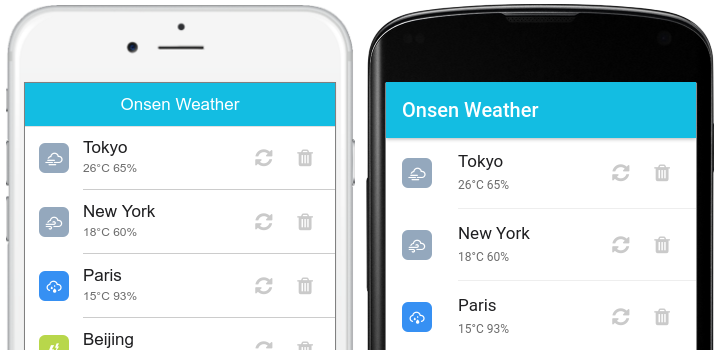 Onsen Weather
Tokyo
26°C 65%
New York
18°C 60%
Paris
15°C 93%
Beijing
Onsen Weather
Tokyo
26°C 65%
New York
18°C 60%
Paris
15°C 93%